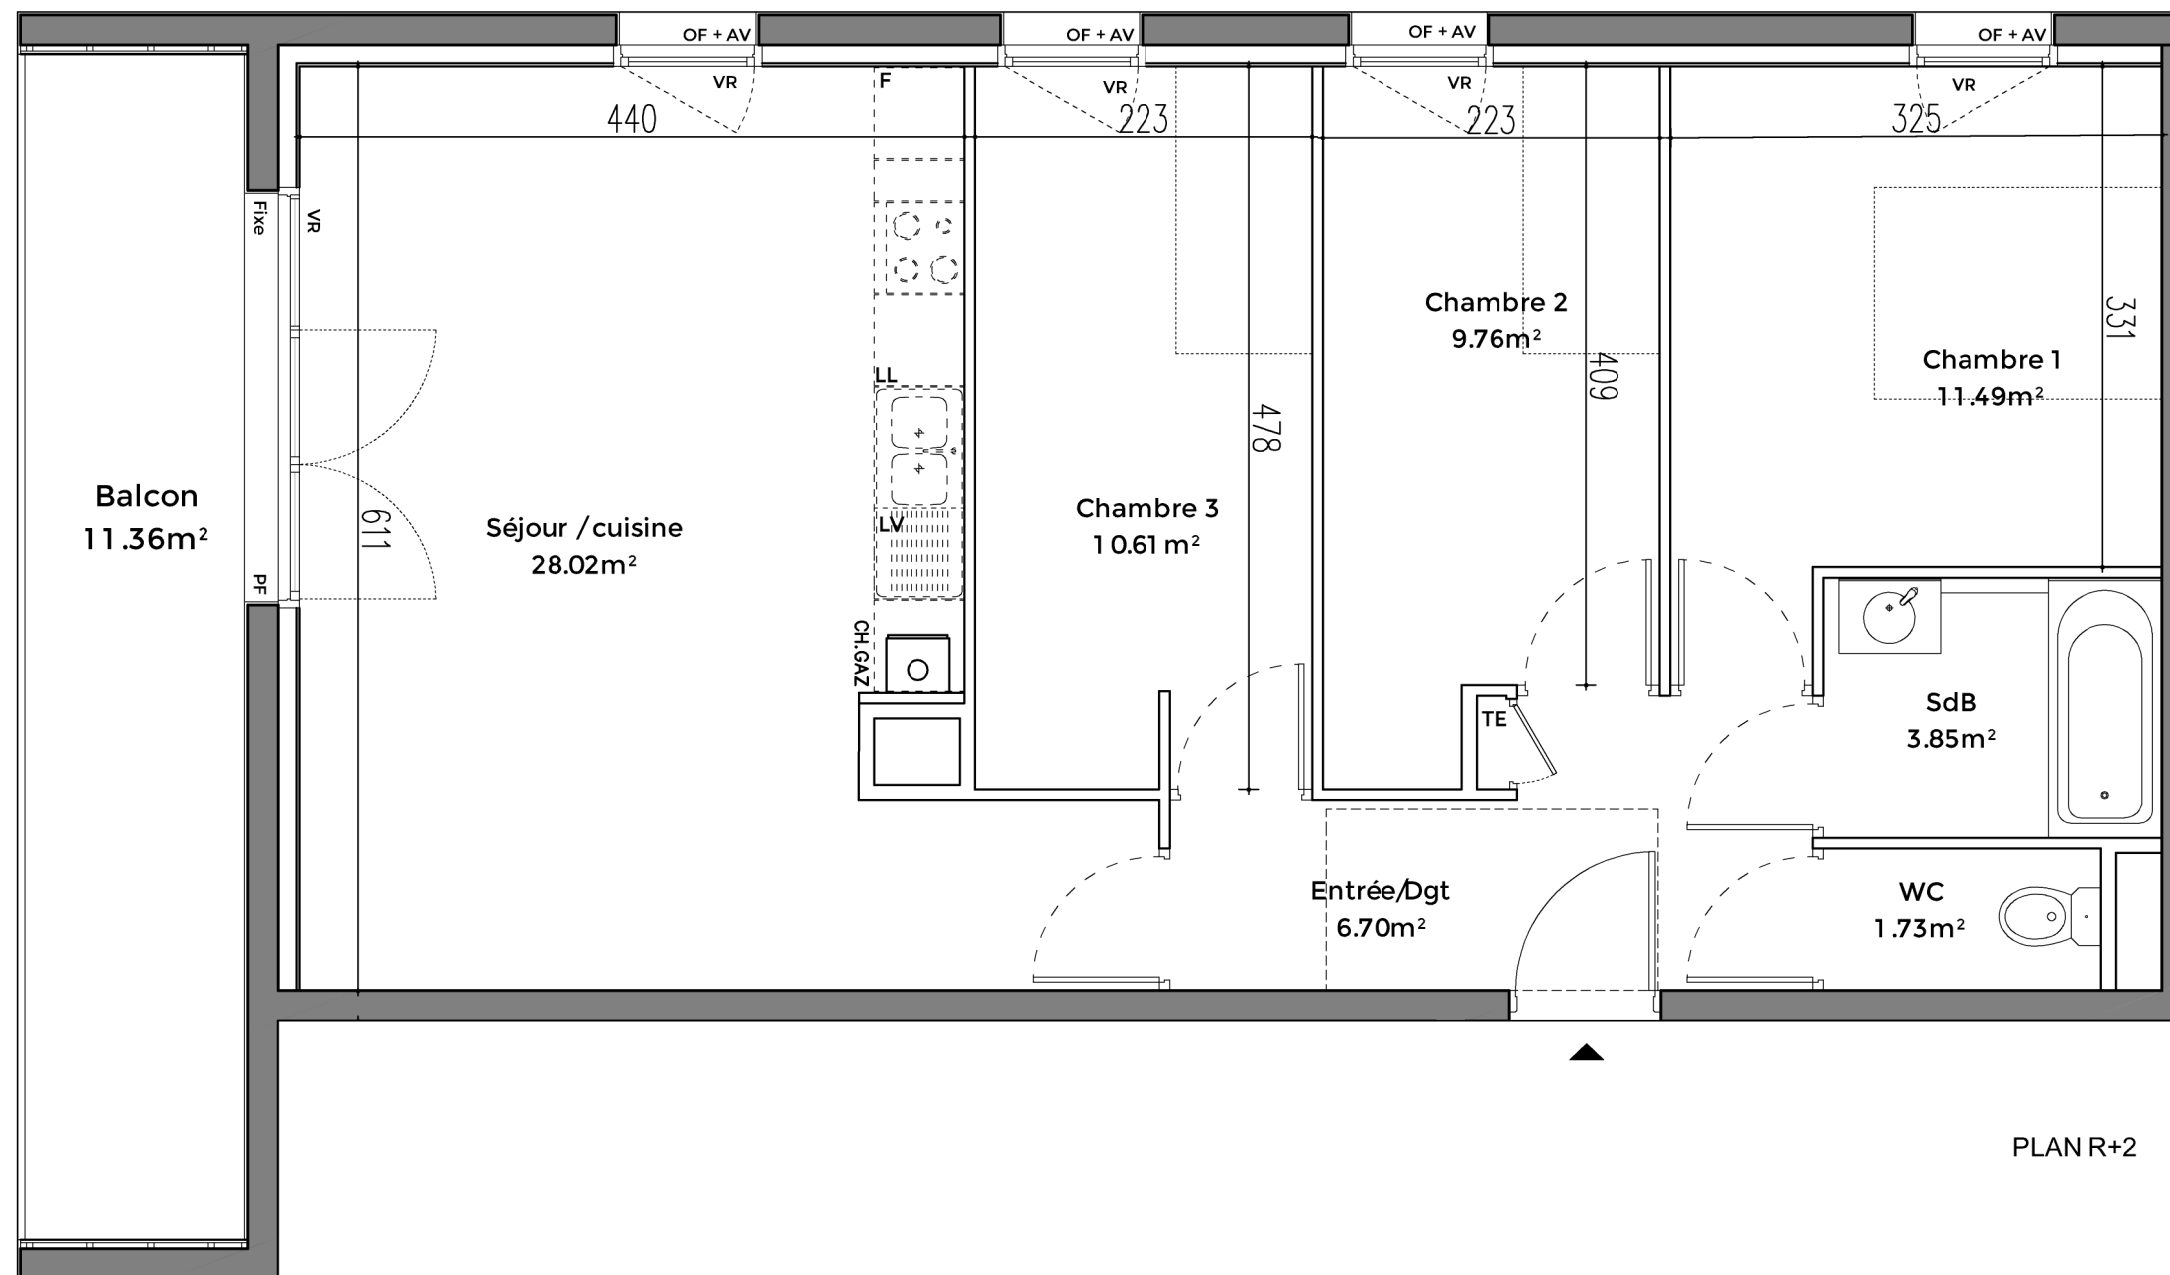 OF + AV
OF + AV
OF + AV
OF + AV
VR
VR
VR
VR
F
440
223
223
325
Fixe
VR
Chambre 2
9.76m²
331
Chambre 1
11.49m²
LL
409
478
Balcon
11.36m²
Séjour / cuisine
28.02m²
611
LV
Chambre 3
10.61 m²
PF
CH.GAZ
TE
SdB
3.85m²
Entrée/Dgt
6.70m²
WC
1.73m²
PLAN R+2